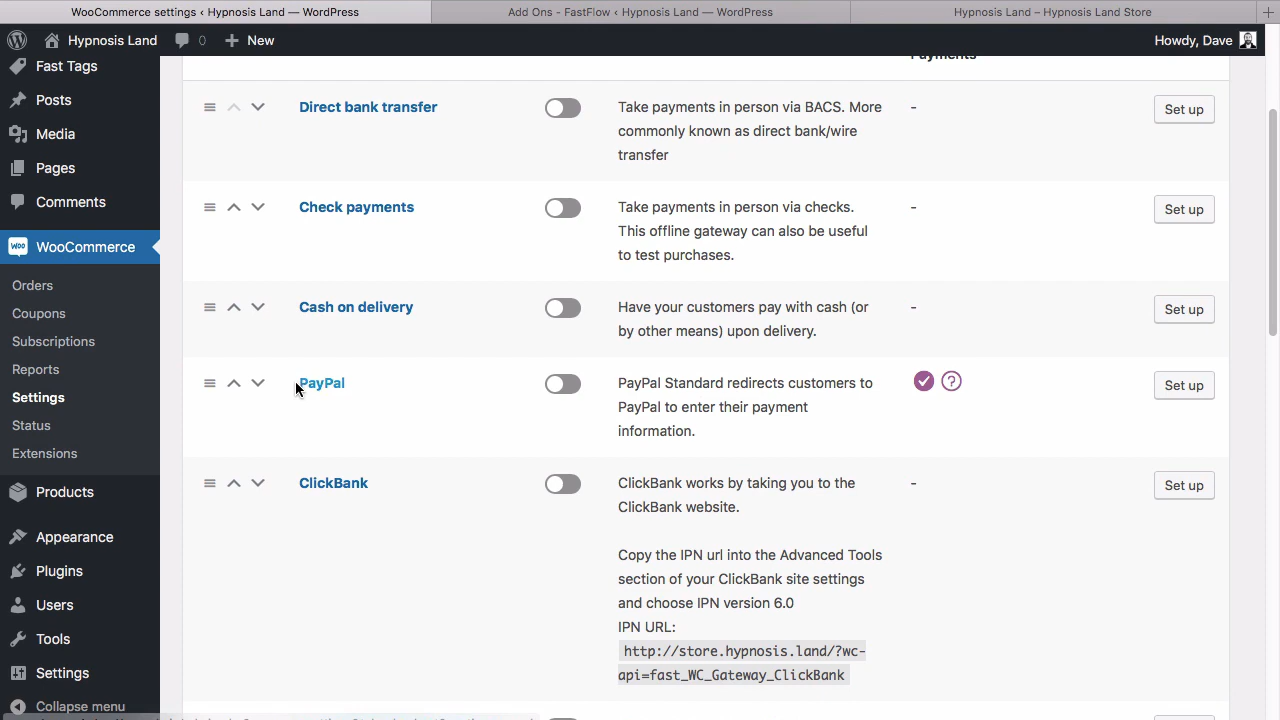 WooCommerce settings ‹ Hypnosis Land — WordPress
Add Ons - FastFlow ‹ Hypnosis Land — WordPress
Hypnosis Land – Hypnosis Land Store
Hypnosis Land
0
New
Howdy, Dave
Fast Tags
Posts
Media
Pages
Comments
WooCommerce
Orders
Coupons
Subscriptions
Reports
Settings
Status
Extensions
Products
Appearance
Plugins
Users
Tools
Settings
Collapse menu
Payments
Direct bank transfer
Take payments in person via BACS. More
commonly known as direct bank/wire
transfer
-
Set up
Check payments
Take payments in person via checks.
This offline gateway can also be useful
to test purchases.
-
Set up
Cash on delivery
Have your customers pay with cash (or
by other means) upon delivery.
-
Set up
PayPal
PayPal Standard redirects customers to
PayPal to enter their payment
information.
?
Set up
ClickBank
ClickBank works by taking you to the
ClickBank website.
Copy the IPN url into the Advanced Tools
section of your ClickBank site settings
and choose IPN version 6.0
IPN URL:
http://store.hypnosis.land/?wc-
api=fast_WC_Gateway_ClickBank
-
Set up